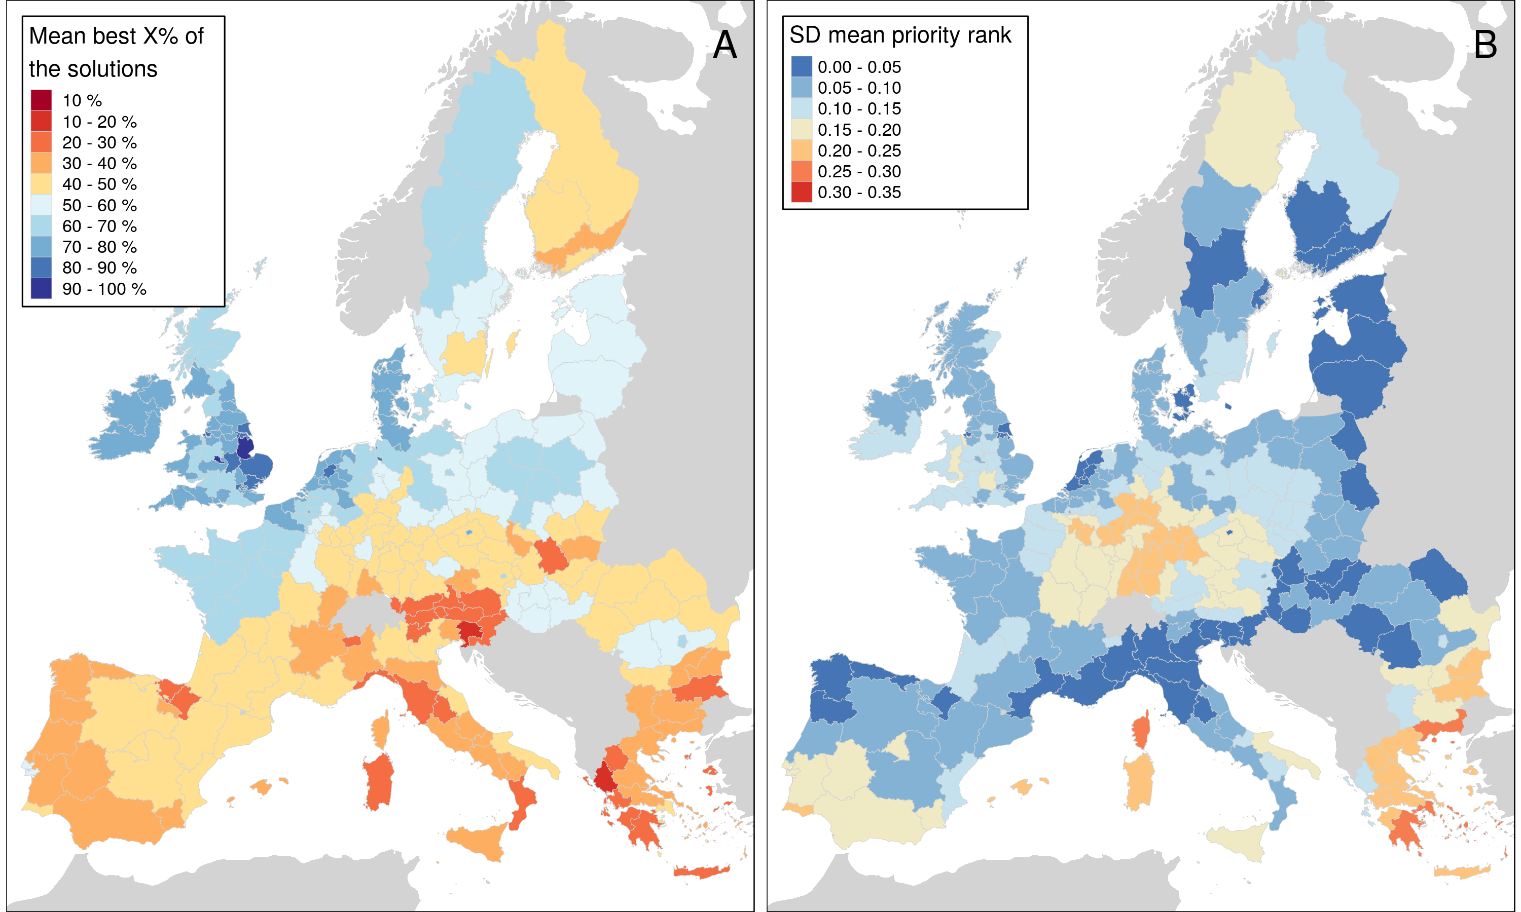 Mean best X% of
the solutions
10 %
10 - 20 %
20 - 30 %
30 - 40 %
40 - 50 %
50 - 60 %
60 - 70 %
70 - 80 %
80 - 90 %
90 - 100 %
A
SD mean priority rank
0.00 - 0.05
0.05 - 0.10
0.10 - 0.15
0.15 - 0.20
0.20 - 0.25
0.25 - 0.30
0.30 - 0.35
B